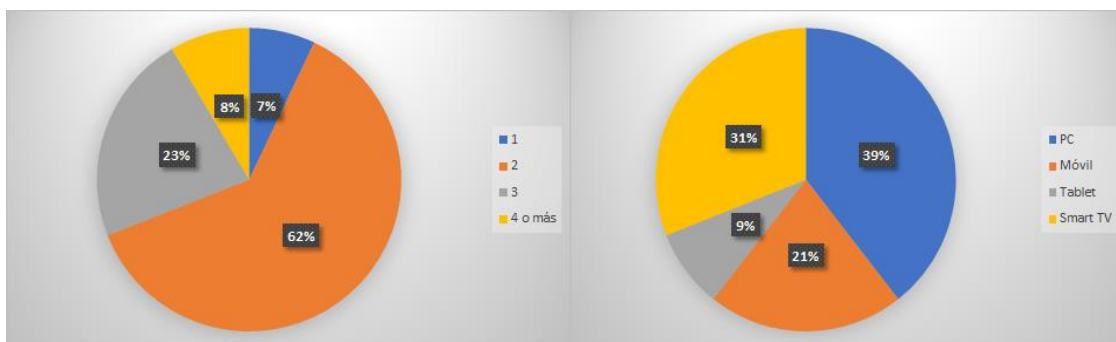 8%
7%
23%
62%
1
2
3
4 o más
31%
39%
9%
21%
PC
Móvil
Tablet
Smart TV